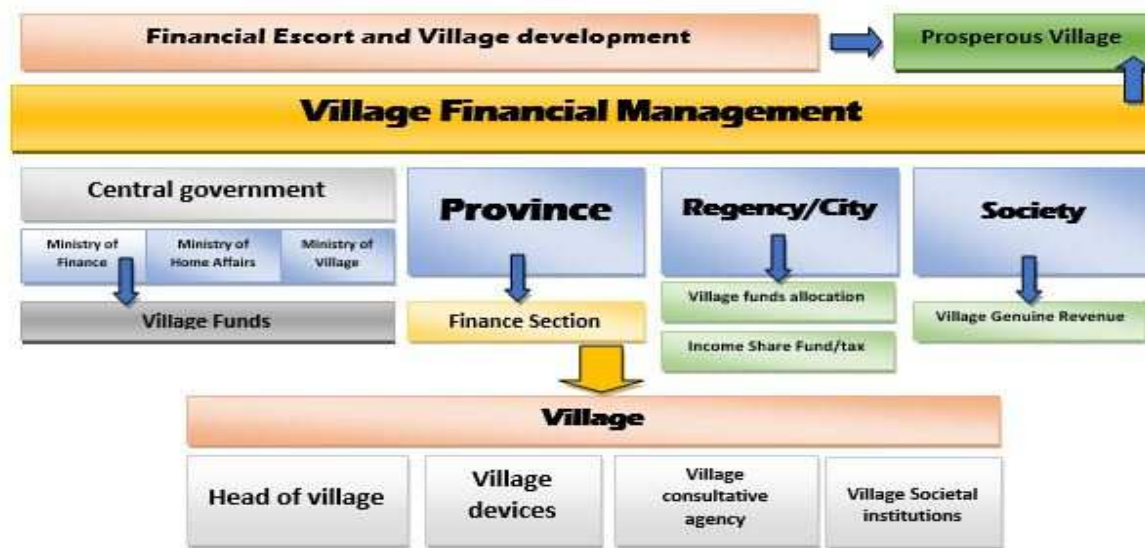 Financial Escort and Village development
Prosperous Village
Village Financial Management
Central government
Ministry of
Finance
Ministry of
Home Affairs
Ministry of
Village
Village Funds
Province
Finance Section
Regency/City
Village funds allocation
Income Share Fund/tax
Society
Village Genuine Revenue
Village
Head of village
Village
devices
Village
consultative
agency
Village Societal
institutions